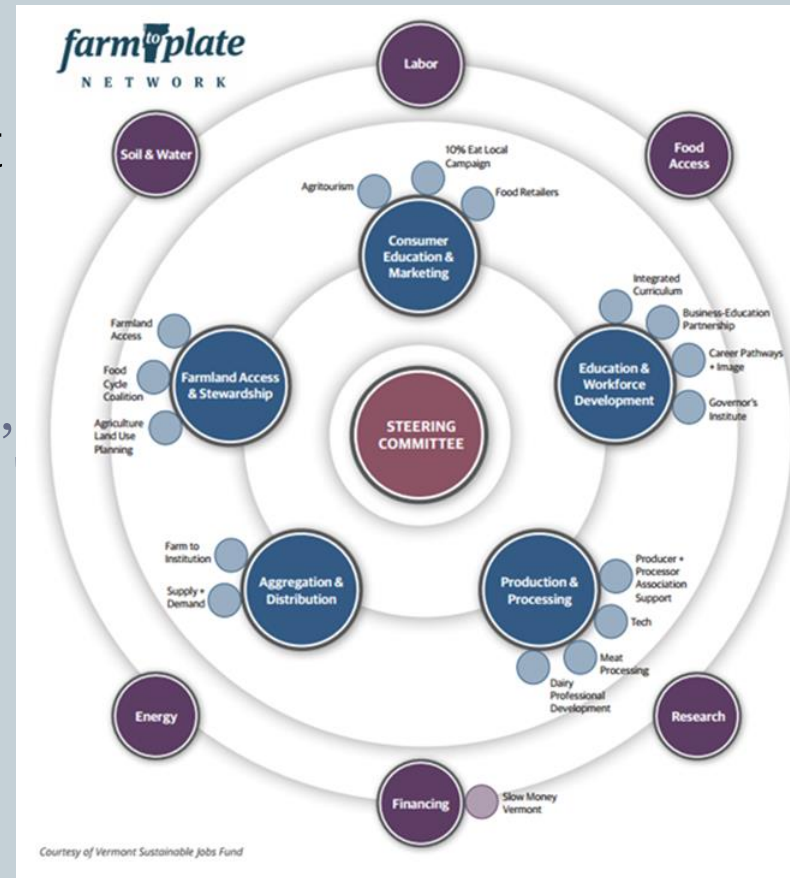 farm to plate
NETWORK
Labor
Soil & Water
Food
Access
10% Eat Local
Campaign
Agritourism
Food Retailers
Consumer
Education &
Marketing
Integrated
Curriculum
Business-Education
Partnership
Career Pathways
+ Image
Governor's
Institute
Education &
Workforce
Development
Farmland
Access
Food
Cycle
Coalition
Agriculture
Land Use
Planning
Farmland Access
& Stewardship
STEERING
COMMITTEE
Farm to
Institution
Supply +
Demand
Aggregation &
Distribution
Production &
Processing
Producer +
Processor
Association
Support
Tech
Meat
Processing
Dairy
Professional
Development
Energy
Research
Financing
Slow Money
Vermont
Courtesy of Vermont Sustainable Jobs Fund